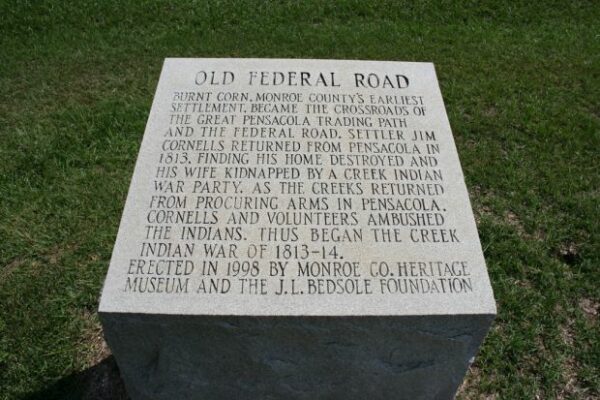 OLD FEDERAL ROAD
BURNT CORN, MONROE COUNTY'S EARLIEST
SETTLEMENT, BECAME THE CROSSROADS OF
THE GREAT PENSACOLA TRADING PATH
AND THE FEDERAL ROAD. SETTLER JIM
CORNELLS RETURNED FROM PENSACOLA IN
1813, FINDING HIS HOME DESTROYED AND
HIS WIFE KIDNAPPED BY A CREEK INDIAN
WAR PARTY. AS THE CREEKS RETURNED
FROM PROCURING ARMS IN PENSACOLA,
CORNELLS AND VOLUNTEERS AMBUSHED
THE INDIANS. THUS BEGAN THE CREEK
INDIAN WAR OF 1813-14.
ERECTED IN 1998 BY MONROE CO. HERITAGE
MUSEUM AND THE J.L. BEDSOLE FOUNDATION